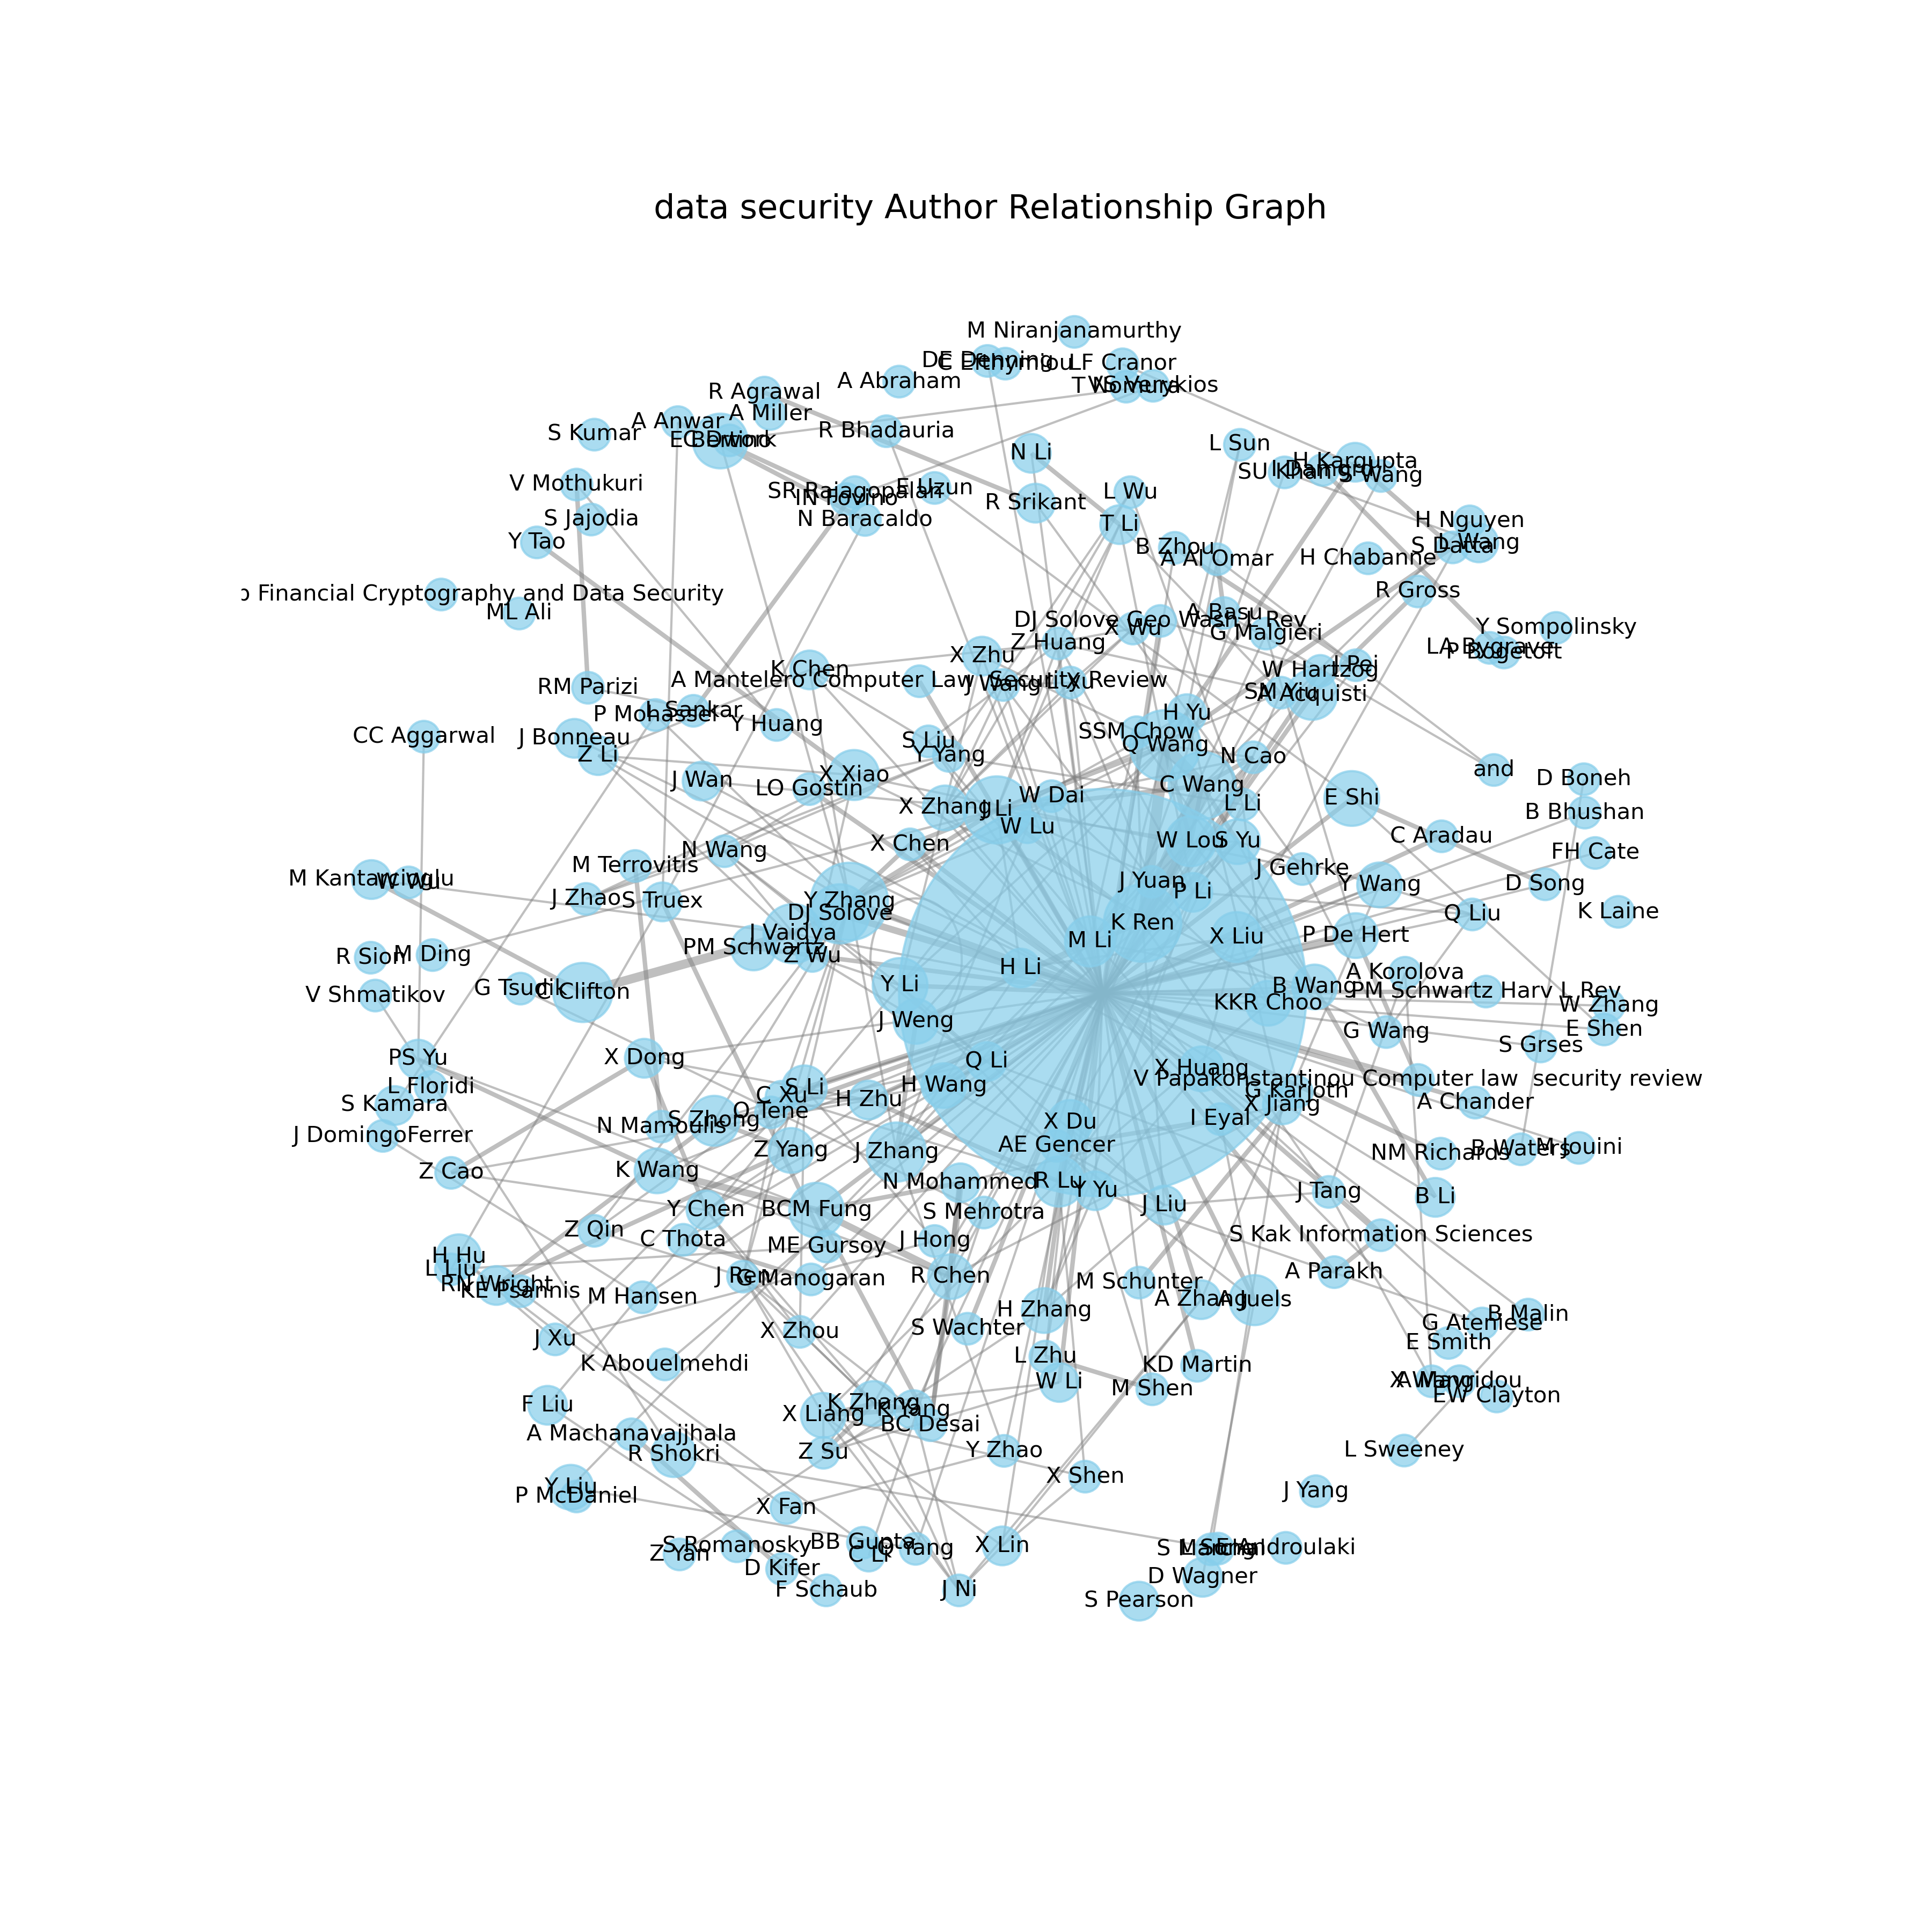 data security Author Relationship Graph
M Niranjanamurthy
DE Denning
C Efthymiou
LF Cranor
T Nomura
VS Verykios
A Abraham
R Agrawal
A Miller
A Anwar
S Kumar
E Bertino
C Dwork
R Bhadauria
N Li
L Sun
H Kargupta
I Damgrd
SU Khan
S Wang
V Mothukuri
SR Rajagopalan
IN Fovino
E Uzun
N Baracaldo
R Srikant
L Wu
T Li
S Jajodia
Y Tao
B Zhou
A Al Omar
H Chabanne
H Nguyen
S Datta
L Wang
R Gross
o Financial Cryptography and Data Security
ML Ali
DJ Solove Geo Wash L Rev
A Basu
X Wu
G Malgieri
Z Huang
Y Sompolinsky
LA Bygrave
P Bogetoft
X Zhu
K Chen
A Mantelero Computer Law  Security Review
J Wang
L Xu
W Hartzog
J Pei
SM Yiu
A Acquisti
RM Parizi
P Mohassel
L Sankar
Y Huang
H Yu
SSM Chow
Q Wang
CC Aggarwal
J Bonneau
Z Li
S Liu
Y Yang
N Cao
and
D Boneh
J Wan
LO Gostin
X Xiao
X Zhang
J Li
W Dai
C Wang
L Li
E Shi
B Bhushan
W Lu
X Chen
W Lou
S Yu
C Aradau
FH Cate
N Wang
M Terrovitis
J Gehrke
M Kantarcioglu
W Wu
J Zhao
S Truex
Y Zhang
DJ Solove
J Yuan
P Li
Y Wang
D Song
K Laine
Q Liu
K Ren
J Vaidya
PM Schwartz
Z Wu
M Li
X Liu
P De Hert
R Sion
M Ding
H Li
A Korolova
V Shmatikov
G Tsudik
C Clifton
Y Li
B Wang
PM Schwartz Harv L Rev
KKR Choo
W Zhang
J Weng
G Wang
E Shen
S Grses
PS Yu
X Dong
Q Li
X Huang
V Papakonstantinou Computer law  security review
L Floridi
S Kamara
S Li
C Xu
H Zhu
H Wang
G Karjoth
X Jiang
A Chander
J DomingoFerrer
N Mamoulis
S Zhong
O Tene
X Du
I Eyal
AE Gencer
Z Cao
K Wang
Z Yang
J Zhang
NM Richards
B Waters
M Jouini
N Mohammed
R Lu
Y Yu
J Liu
J Tang
B Li
Y Chen
BCM Fung
S Mehrotra
Z Qin
C Thota
ME Gursoy
J Hong
S Kak Information Sciences
H Hu
L Liu
RN Wright
KE Psannis
M Hansen
J Ren
G Manogaran
R Chen
M Schunter
A Zhang
A Juels
A Parakh
H Zhang
S Wachter
X Zhou
J Xu
G Ateniese
B Malin
E Smith
K Abouelmehdi
L Zhu
W Li
M Shen
KD Martin
X Wang
A Mavridou
EW Clayton
F Liu
X Liang
K Zhang
K Yang
BC Desai
A Machanavajjhala
R Shokri
Z Su
Y Zhao
X Shen
L Sweeney
Y Liu
P McDaniel
J Yang
X Fan
S Romanosky
Z Yan
BB Gupta
C Li
Q Yang
X Lin
E Androulaki
D Kifer
F Schaub
J Ni
D Wagner
S Pearson